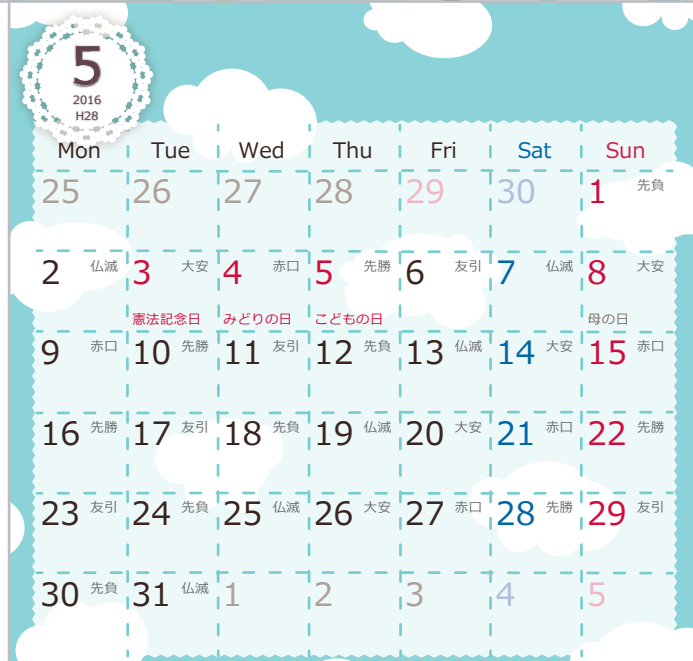 5
2016
H28
Mon Tue Wed Thu Fri Sat Sun
25 26 27 28 29 30 1 先負
2 仏滅 3 大安 4 赤口 5 先勝 6 友引 7 仏滅 8 大安
憲法記念日 みどりの日 こどもの日 母の日
9 赤口 10 先勝 11 友引 12 先負 13 仏滅 14 大安 15 赤口
16 先勝 17 友引 18 先負 19 仏滅 20 大安 21 赤口 22 先勝
23 友引 24 先負 25 仏滅 26 大安 27 赤口 28 先勝 29 友引
30 先負 31 仏滅 1 2 3 4 5